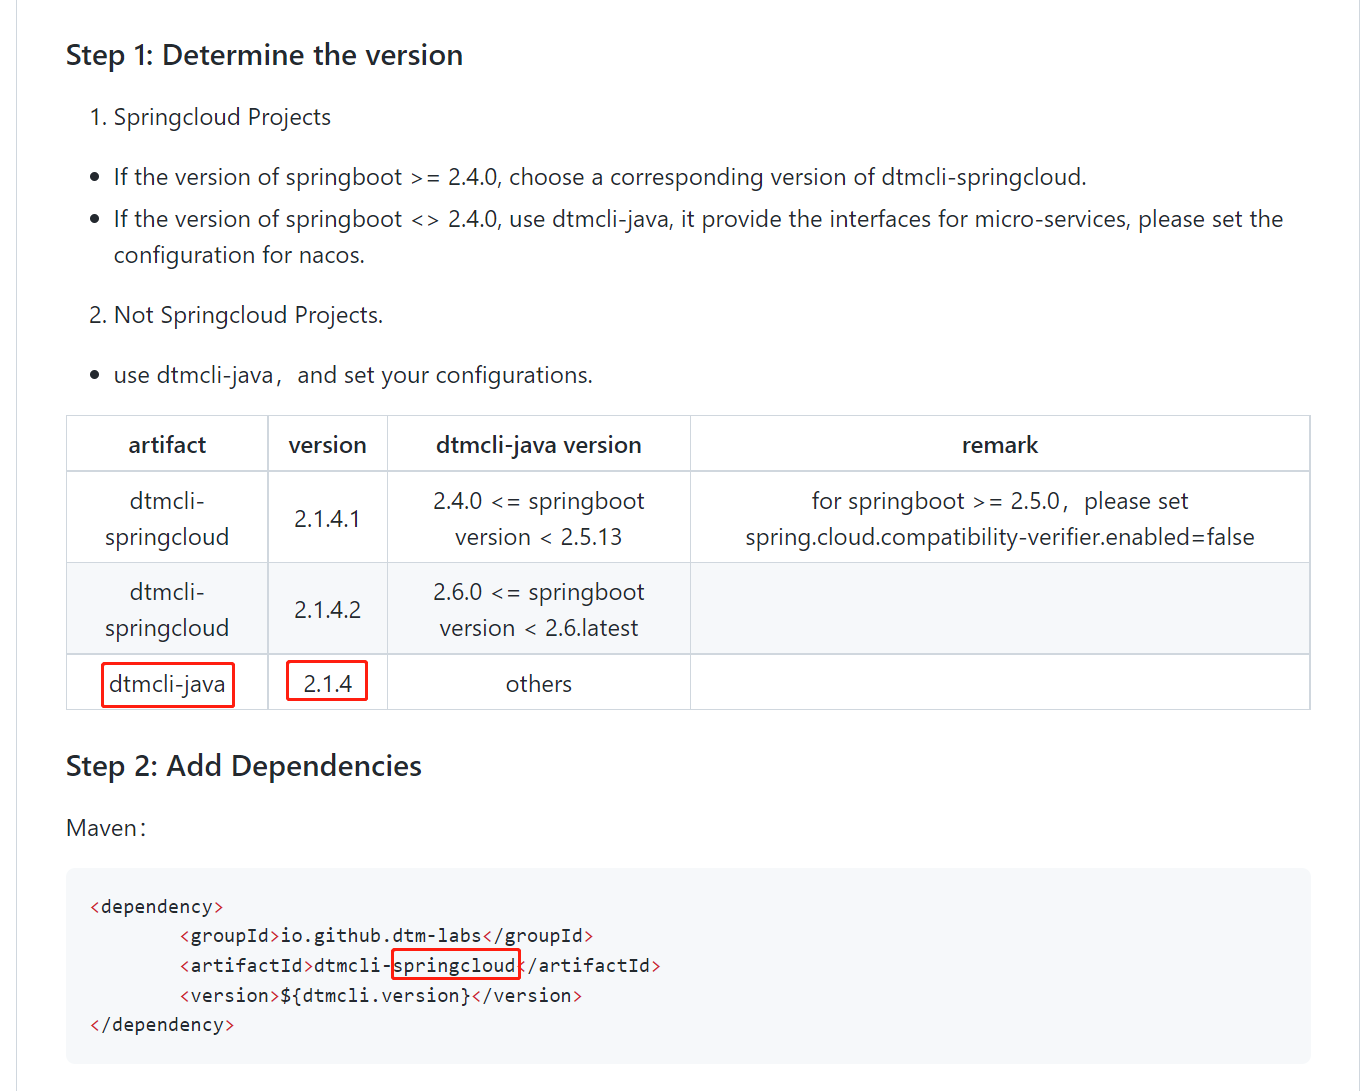 Step 1: Determine the version
1. Springcloud Projects
If the version of springboot >= 2.4.0, choose a corresponding version of dtmcli-springcloud.
If the version of springboot <> 2.4.0, use dtmcli-java, it provide the interfaces for micro-services, please set the
configuration for nacos.
2. Not Springcloud Projects.
use dtmcli-java，and set your configurations.
artifact version dtmcli-java version remark
dtmcli-
springcloud
2.1.4.1
2.4.0 <= springboot
version < 2.5.13
for springboot >= 2.5.0，please set
spring.cloud.compatibility-verifier.enabled=false
dtmcli-
springcloud
2.1.4.2
2.6.0 <= springboot
version < 2.6.latest
dtmcli-java 2.1.4 others
Step 2: Add Dependencies
Maven：
<dependency>
<groupId>io.github.dtm-labs</groupId>
<artifactId>dtmcli-springcloud</artifactId>
<version>${dtmcli.version}</version>
</dependency>